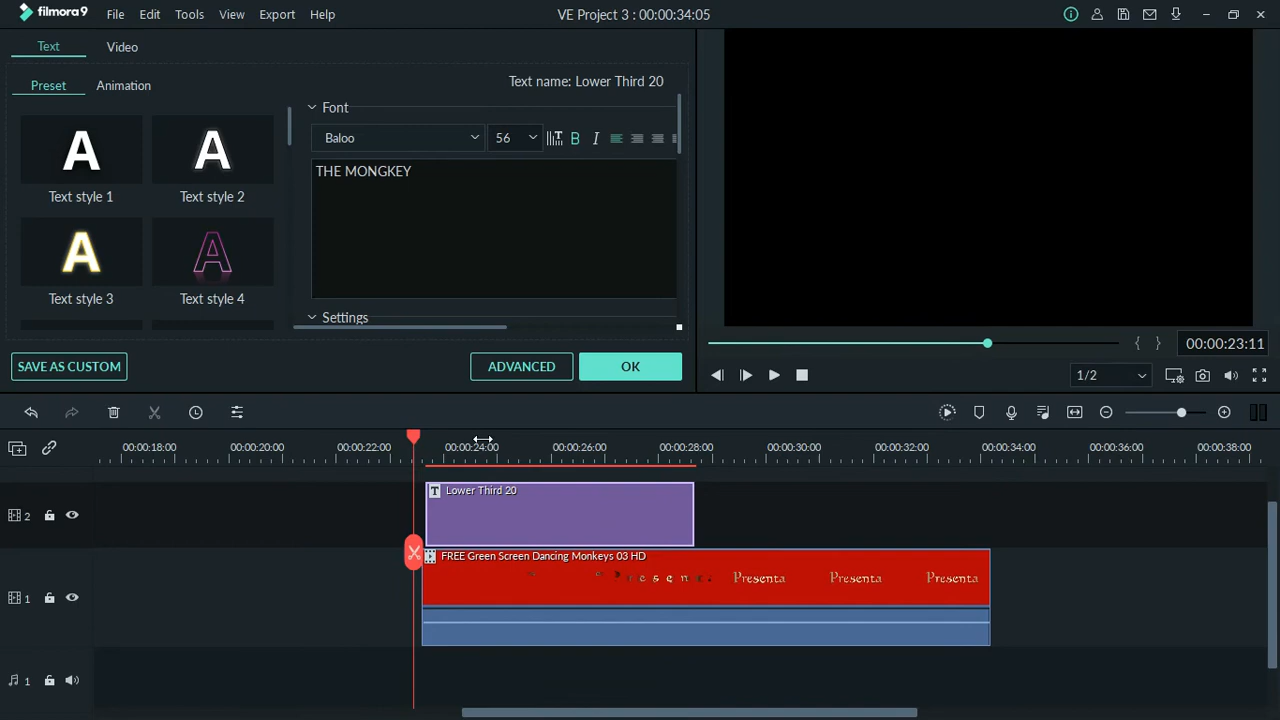 filmora9 File Edit Tools View Export Help VE Project 3 : 00:00:34:05
Text Video
Preset Animation Text name: Lower Third 20
Font
Baloo 56 B I
THE MONGKEY
A A
Text style 1 Text style 2
A A
Text style 3 Text style 4
Settings
SAVE AS CUSTOM ADVANCED OK
00:00:23:11
1/2
00:00:18:00 00:00:20:00 00:00:22:00 00:00:24:00 00:00:26:00 00:00:28:00 00:00:30:00 00:00:32:00 00:00:34:00 00:00:36:00 00:00:38:00
T Lower Third 20
2
FREE Green Screen Dancing Monkeys 03 HD
Presenta Presenta Presenta
1
1